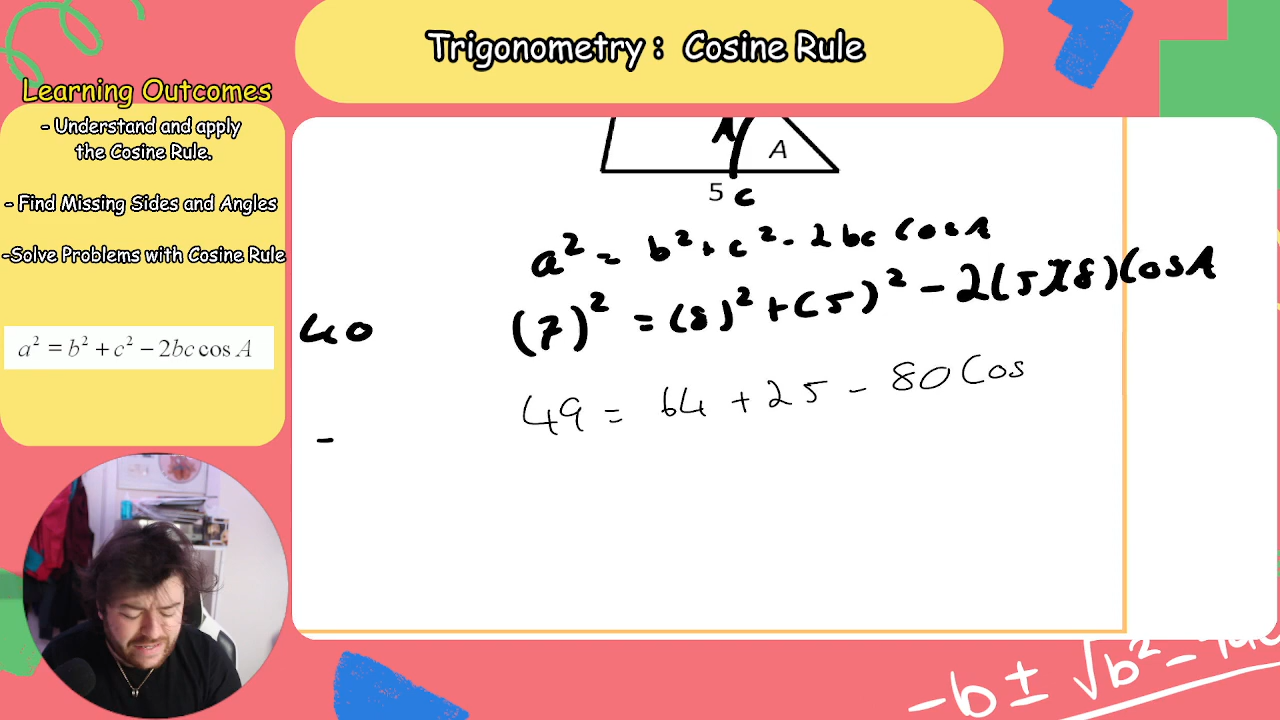 Trigonometry : Cosine Rule
Learning Outcomes
- Understand and apply
the Cosine Rule.
- Find Missing Sides and Angles
-Solve Problems with Cosine Rule
a² = b² + c² − 2bc cos A
A
A
5 c
a² = b² + c² - 2bc cosA
(7)² = (8)² + (5)² - 2(5)(8)CosA
40
49 = 64 + 25 - 80 Cos
-
-b ± √b² - 4ac